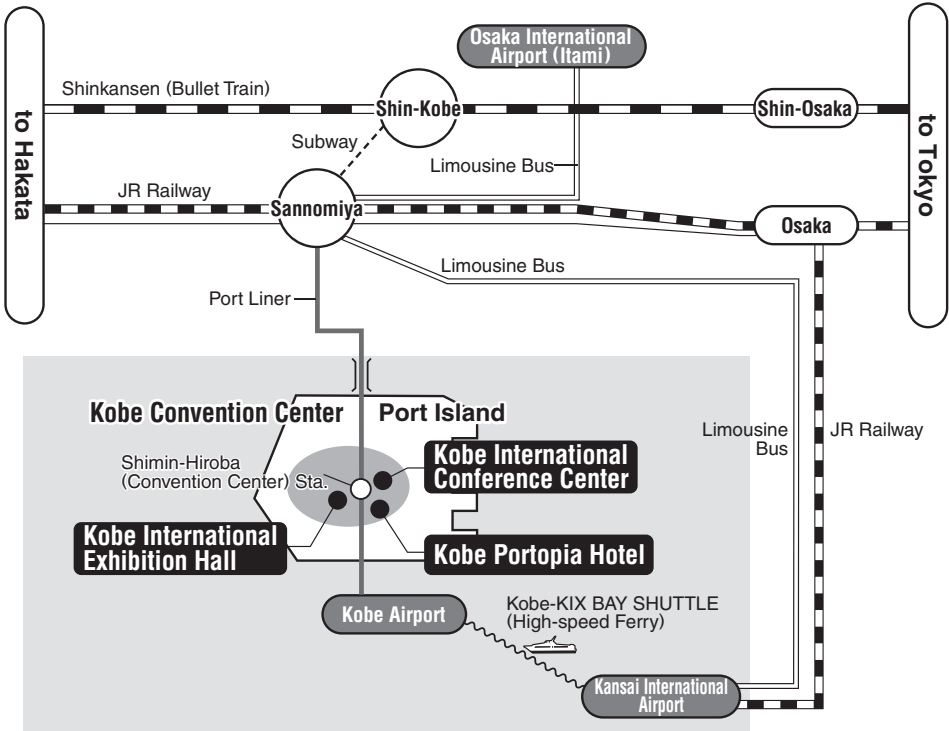 Osaka International
Airport (Itami)
Shinkansen (Bullet Train)
Shin-Kobe
Shin-Osaka
to Hakata
to Tokyo
Subway
Limousine Bus
JR Railway
Sannomiya
Osaka
Limousine Bus
Port Liner
Kobe Convention Center
Port Island
Limousine
Bus
JR Railway
Shimin-Hiroba
(Convention Center) Sta.
Kobe International
Conference Center
Kobe International
Exhibition Hall
Kobe Portopia Hotel
Kobe Airport
Kobe-KIX BAY SHUTTLE
(High-speed Ferry)
Kansai International
Airport